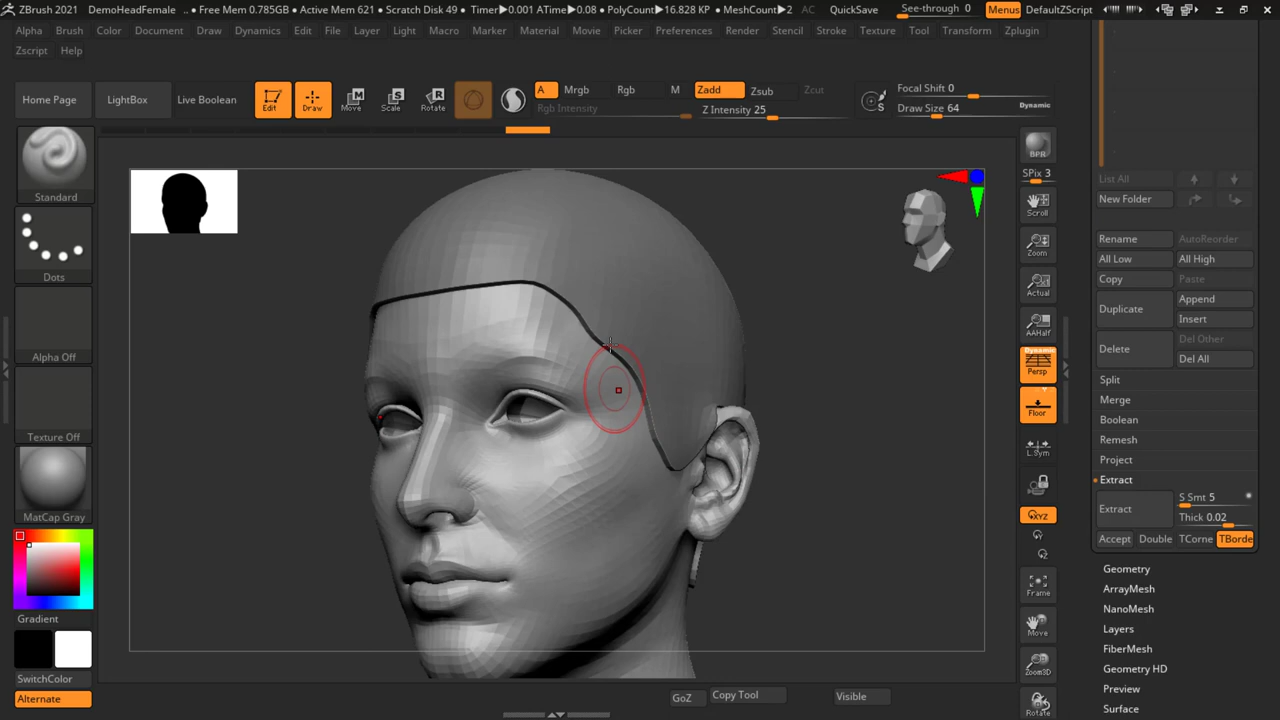 ZBrush 2021 DemoHeadFemale .. • Free Mem 0.785GB • Active Mem 621 • Scratch Disk 49 • Timer▸0.001 ATime▸0.08 • PolyCount▸16.828 KP • MeshCount▸2 AC QuickSave See-through 0 Menus DefaultZScript
Alpha Brush Color Document Draw Dynamics Edit File Layer Light Macro Marker Material Movie Picker Preferences Render Stencil Stroke Texture Tool Transform Zplugin
Zscript Help
Home Page LightBox Live Boolean Edit Draw Move Scale Rotate A Mrgb Rgb M Zadd Zsub Zcut Focal Shift 0
Rgb Intensity Z Intensity 25 Draw Size 64 Dynamic
Standard
Dots
Alpha Off
Texture Off
MatCap Gray
Gradient
SwitchColor
Alternate
BPR
SPix 3
Scroll
Zoom
Actual
AAHalf
Dynamic
Persp
Floor
L.Sym
XYZ
Frame
Move
Zoom3D
Rotate
List All
New Folder
Rename AutoReorder
All Low All High
Copy Paste
Duplicate Append
Insert
Delete Del Other
Del All
Split
Merge
Boolean
Remesh
Project
Extract
Extract S Smt 5
Thick 0.02
Accept Double TCorne TBorde
Geometry
ArrayMesh
NanoMesh
Layers
FiberMesh
Geometry HD
Preview
Surface
GoZ Copy Tool Visible